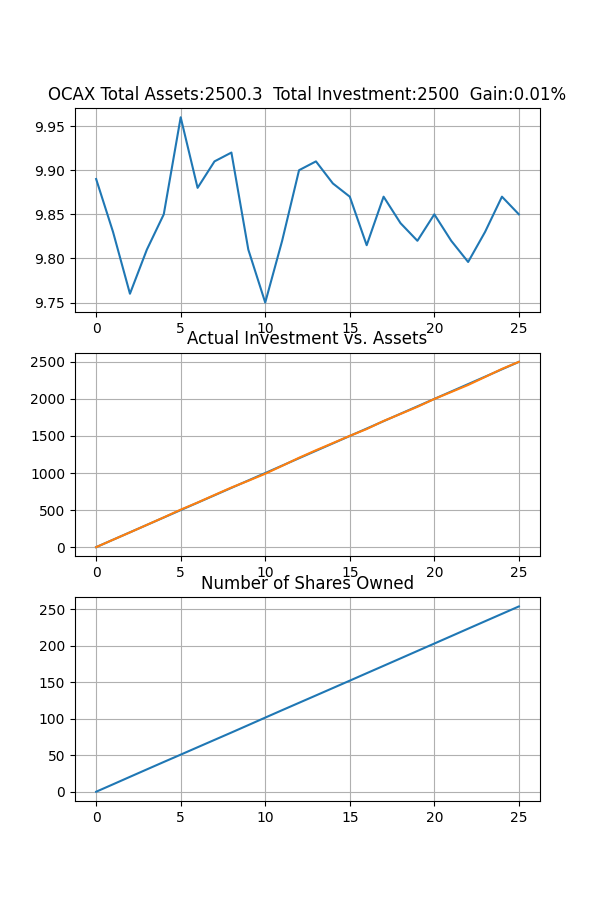 OCAX Total Assets:2500.3  Total Investment:2500  Gain:0.01%
9.95
9.90
9.85
9.80
9.75
0 5 10 15 20 25
Actual Investment vs. Assets
2500
2000
1500
1000
500
0
0 5 10 15 20 25
Number of Shares Owned
250
200
150
100
50
0
0 5 10 15 20 25